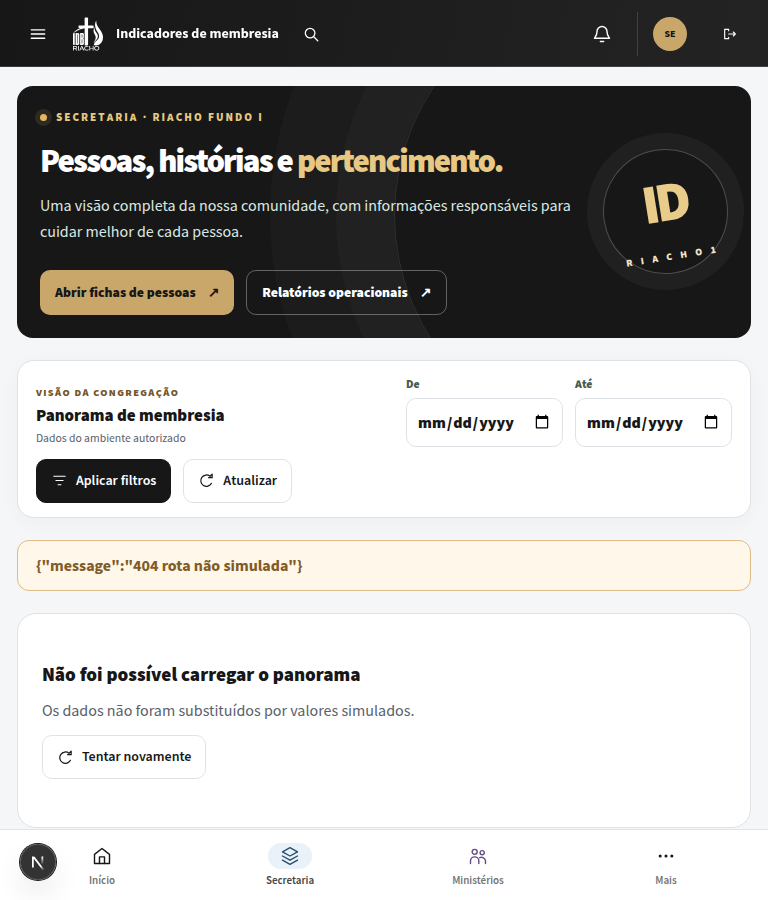 IDB
RIACHO
Indicadores de membresia
SE
SECRETARIA · RIACHO FUNDO I
Pessoas, histórias e pertencimento.
Uma visão completa da nossa comunidade, com informações responsáveis para
cuidar melhor de cada pessoa.
ID
RIACHO 1
Abrir fichas de pessoas ↗
Relatórios operacionais ↗
VISÃO DA CONGREGAÇÃO
Panorama de membresia
Dados do ambiente autorizado
De
Até
mm/dd/yyyy
mm/dd/yyyy
Aplicar filtros
Atualizar
{"message":"404 rota não simulada"}
Não foi possível carregar o panorama
Os dados não foram substituídos por valores simulados.
Tentar novamente
N
Início
Secretaria
Ministérios
Mais